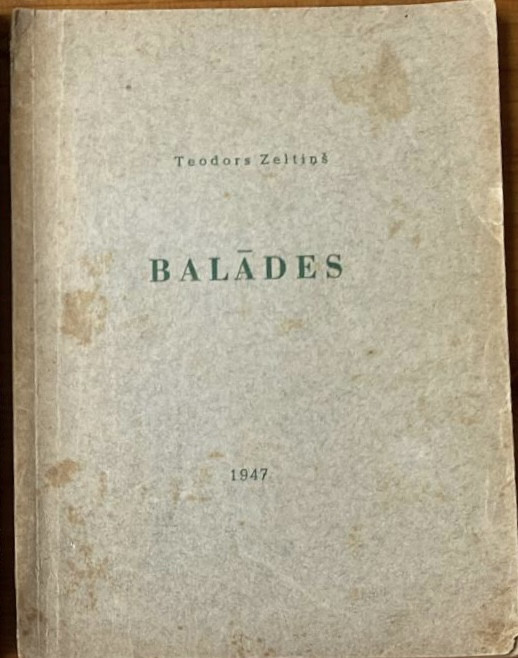 Teodors Zeltiņš
BALĀDES
1947